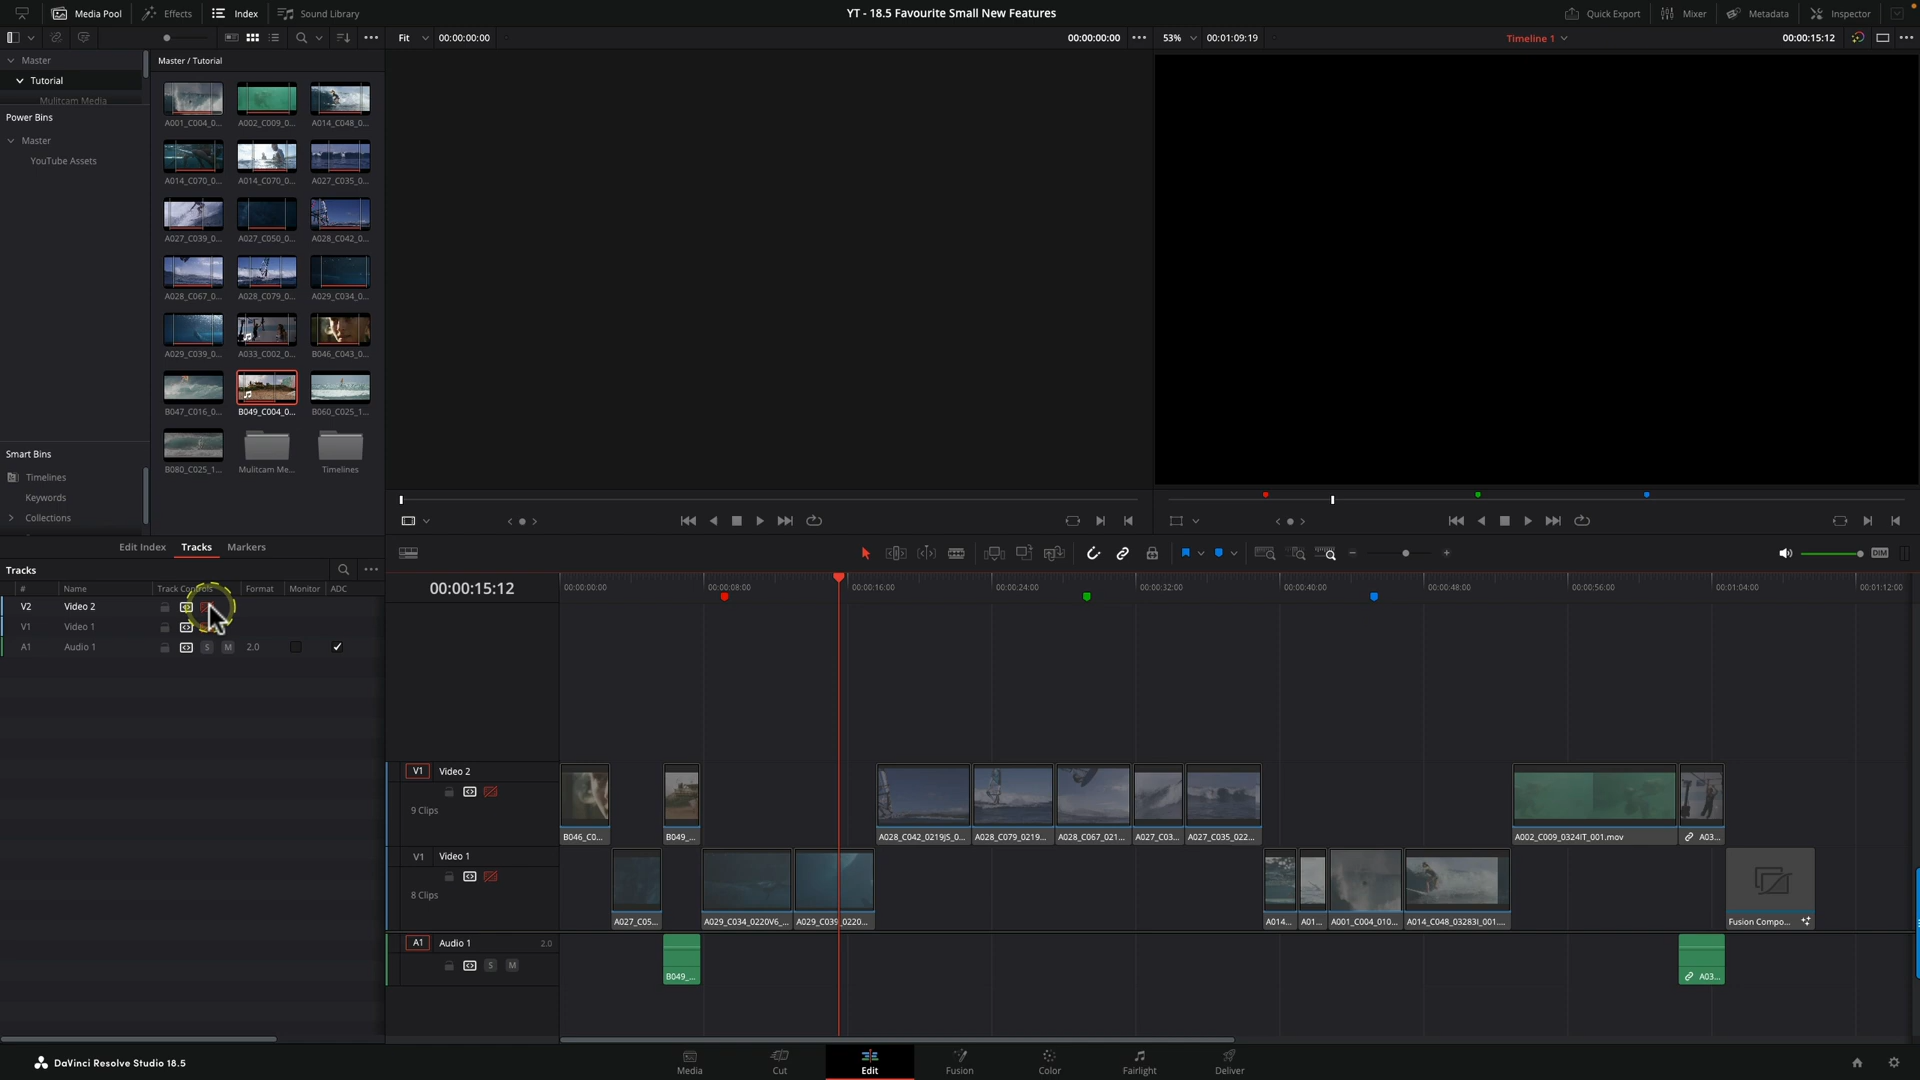 Media Pool Effects Index Sound Library YT - 18.5 Favourite Small New Features Quick Export Mixer Metadata Inspector
Fit 00:00:00:00 00:00:00:00 53% 00:01:09:19 Timeline 1 00:00:15:12
Master
Master / Tutorial
Tutorial
Mulitcam Media
Power Bins
Master
YouTube Assets
A001_C004_0... A002_C009_0... A014_C048_0...
A014_C070_0... A014_C070_0... A027_C035_0...
A027_C039_0... A027_C050_0... A028_C042_0...
A028_C067_0... A028_C079_0... A029_C034_0...
A029_C039_0... A033_C002_0... B046_C043_0...
B047_C016_0... B049_C004_0... B060_C025_1...
B080_C025_1... Mulitcam Me... Timelines
Smart Bins
Timelines
Keywords
Collections
Edit Index Tracks Markers
Tracks
# Name Track Controls Format Monitor ADC
V2 Video 2
V1 Video 1
A1 Audio 1 S M 2.0
DIM
00:00:15:12
00:00:00:00 00:00:08:00 00:00:16:00 00:00:24:00 00:00:32:00 00:00:40:00 00:00:48:00 00:00:56:00 00:01:04:00 00:01:12:00
V1 Video 2
9 Clips
B046_C0... B049_... A028_C042_0219JS_0... A028_C079_0219... A028_C067_021... A027_C03... A027_C035_022... A002_C009_0324IT_001.mov A03...
V1 Video 1
8 Clips
A027_C05... A029_C034_0220V6_... A029_C039_0220... A014... A01... A001_C004_010... A014_C048_03283I_001.... Fusion Compo...
A1 Audio 1 2.0
S M
B049_... A03...
DaVinci Resolve Studio 18.5
Media Cut Edit Fusion Color Fairlight Deliver